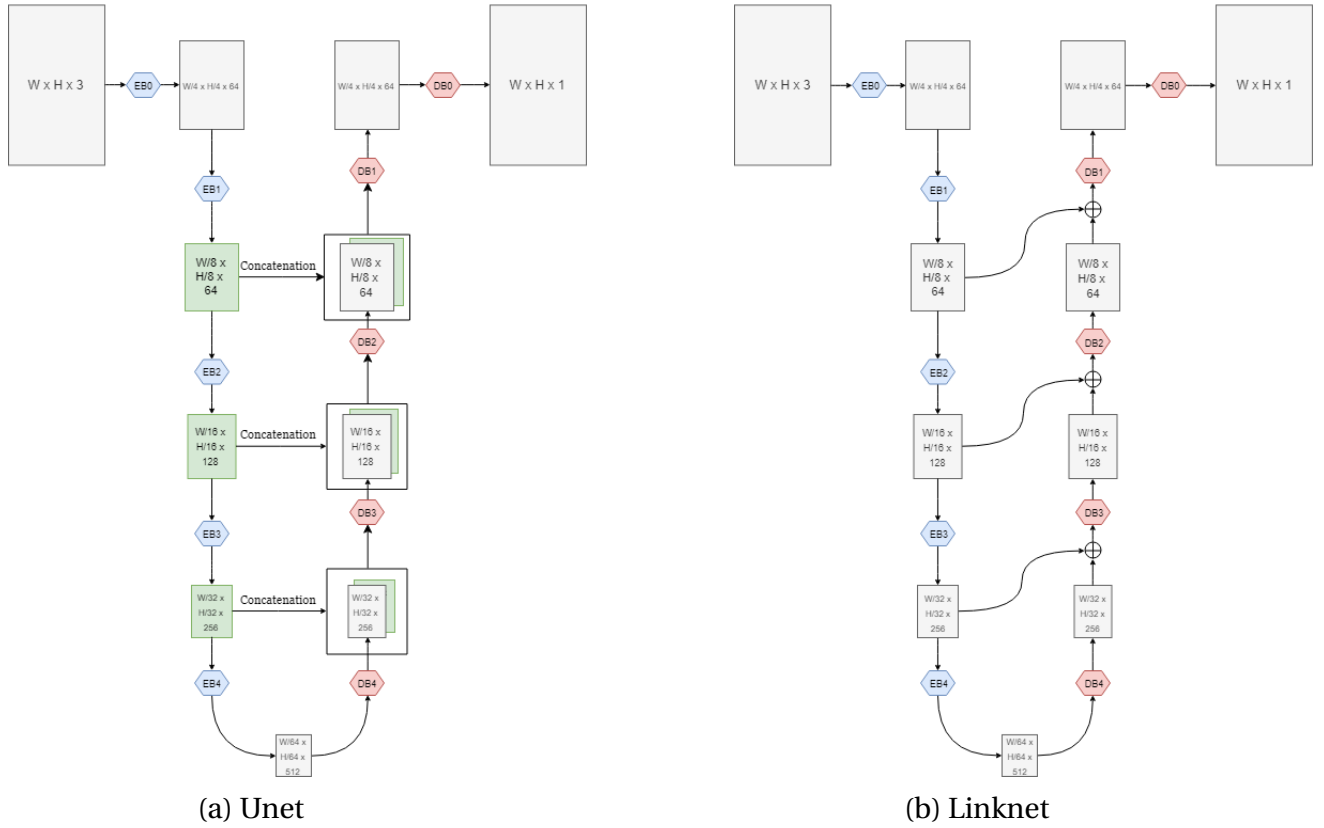 W x H x 3
EB0
W/4 x H/4 x 64
W/4 x H/4 x 64
DB0
W x H x 1
EB1
DB1
W/8 x
H/8 x
64
Concatenation
W/8 x
H/8 x
64
EB2
DB2
W/16 x
H/16 x
128
Concatenation
W/16 x
H/16 x
128
EB3
DB3
W/32 x
H/32 x
256
Concatenation
W/32 x
H/32 x
256
EB4
DB4
W/64 x
H/64 x
512
(a) Unet
W x H x 3
EB0
W/4 x H/4 x 64
W/4 x H/4 x 64
DB0
W x H x 1
EB1
DB1
W/8 x
H/8 x
64
W/8 x
H/8 x
64
EB2
DB2
W/16 x
H/16 x
128
W/16 x
H/16 x
128
EB3
DB3
W/32 x
H/32 x
256
W/32 x
H/32 x
256
EB4
DB4
W/64 x
H/64 x
512
(b) Linknet